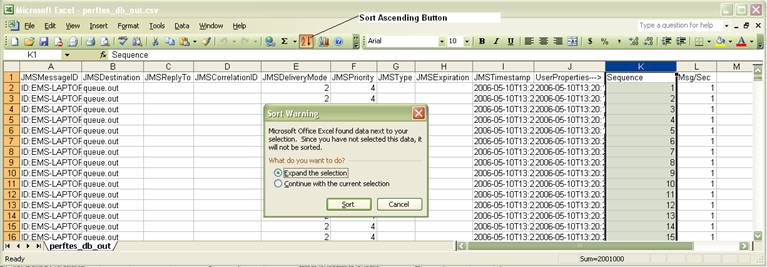 Microsoft Excel - perftes_db_out.csv
Sort Ascending Button
File Edit View Insert Format Tools Data Window Help
Type a question for help
Arial 10 B I U
K1 fx Sequence
A B C D E F G H I J K L M
1 JMSMessageID JMSDestination JMSReplyTo JMSCorrelationID JMSDeliveryMode JMSPriority JMSType JMSExpiration JMSTimestamp UserProperties---> Sequence Msg/Sec
2 ID:EMS-LAPTOP queue.out 2 4 2006-05-10T13:2 2006-05-10T13:20: 1 1
3 ID:EMS-LAPTOP queue.out 2 4 2006-05-10T13:2 2006-05-10T13:20: 2 1
4 ID:EMS-LAPTOP queue.out 2006-05-10T13:2 2006-05-10T13:20: 3 1
5 ID:EMS-LAPTOP queue.out 2006-05-10T13:2 2006-05-10T13:20: 4 1
6 ID:EMS-LAPTOP queue.out 2006-05-10T13:2 2006-05-10T13:20: 5 1
7 ID:EMS-LAPTOP queue.out 2006-05-10T13:2 2006-05-10T13:20: 6 1
8 ID:EMS-LAPTOP queue.out 2006-05-10T13:2 2006-05-10T13:20: 7 1
9 ID:EMS-LAPTOP queue.out 2006-05-10T13:2 2006-05-10T13:20: 8 1
10 ID:EMS-LAPTOP queue.out 2006-05-10T13:2 2006-05-10T13:20: 9 1
11 ID:EMS-LAPTOP queue.out 2006-05-10T13:2 2006-05-10T13:20: 10 1
12 ID:EMS-LAPTOP queue.out 2006-05-10T13:2 2006-05-10T13:20: 11 1
13 ID:EMS-LAPTOP queue.out 2006-05-10T13:2 2006-05-10T13:20: 12 1
14 ID:EMS-LAPTOP queue.out 2006-05-10T13:2 2006-05-10T13:20: 13 1
15 ID:EMS-LAPTOP queue.out 2 4 2006-05-10T13:2 2006-05-10T13:20: 14 1
16 ID:EMS-LAPTOP queue.out 2 4 2006-05-10T13:2 2006-05-10T13:20: 15 1
Sort Warning
Microsoft Office Excel found data next to your
selection. Since you have not selected this data, it
will not be sorted.
What do you want to do?
Expand the selection
Continue with the current selection
Sort Cancel
perftes_db_out
Ready Sum=2001000